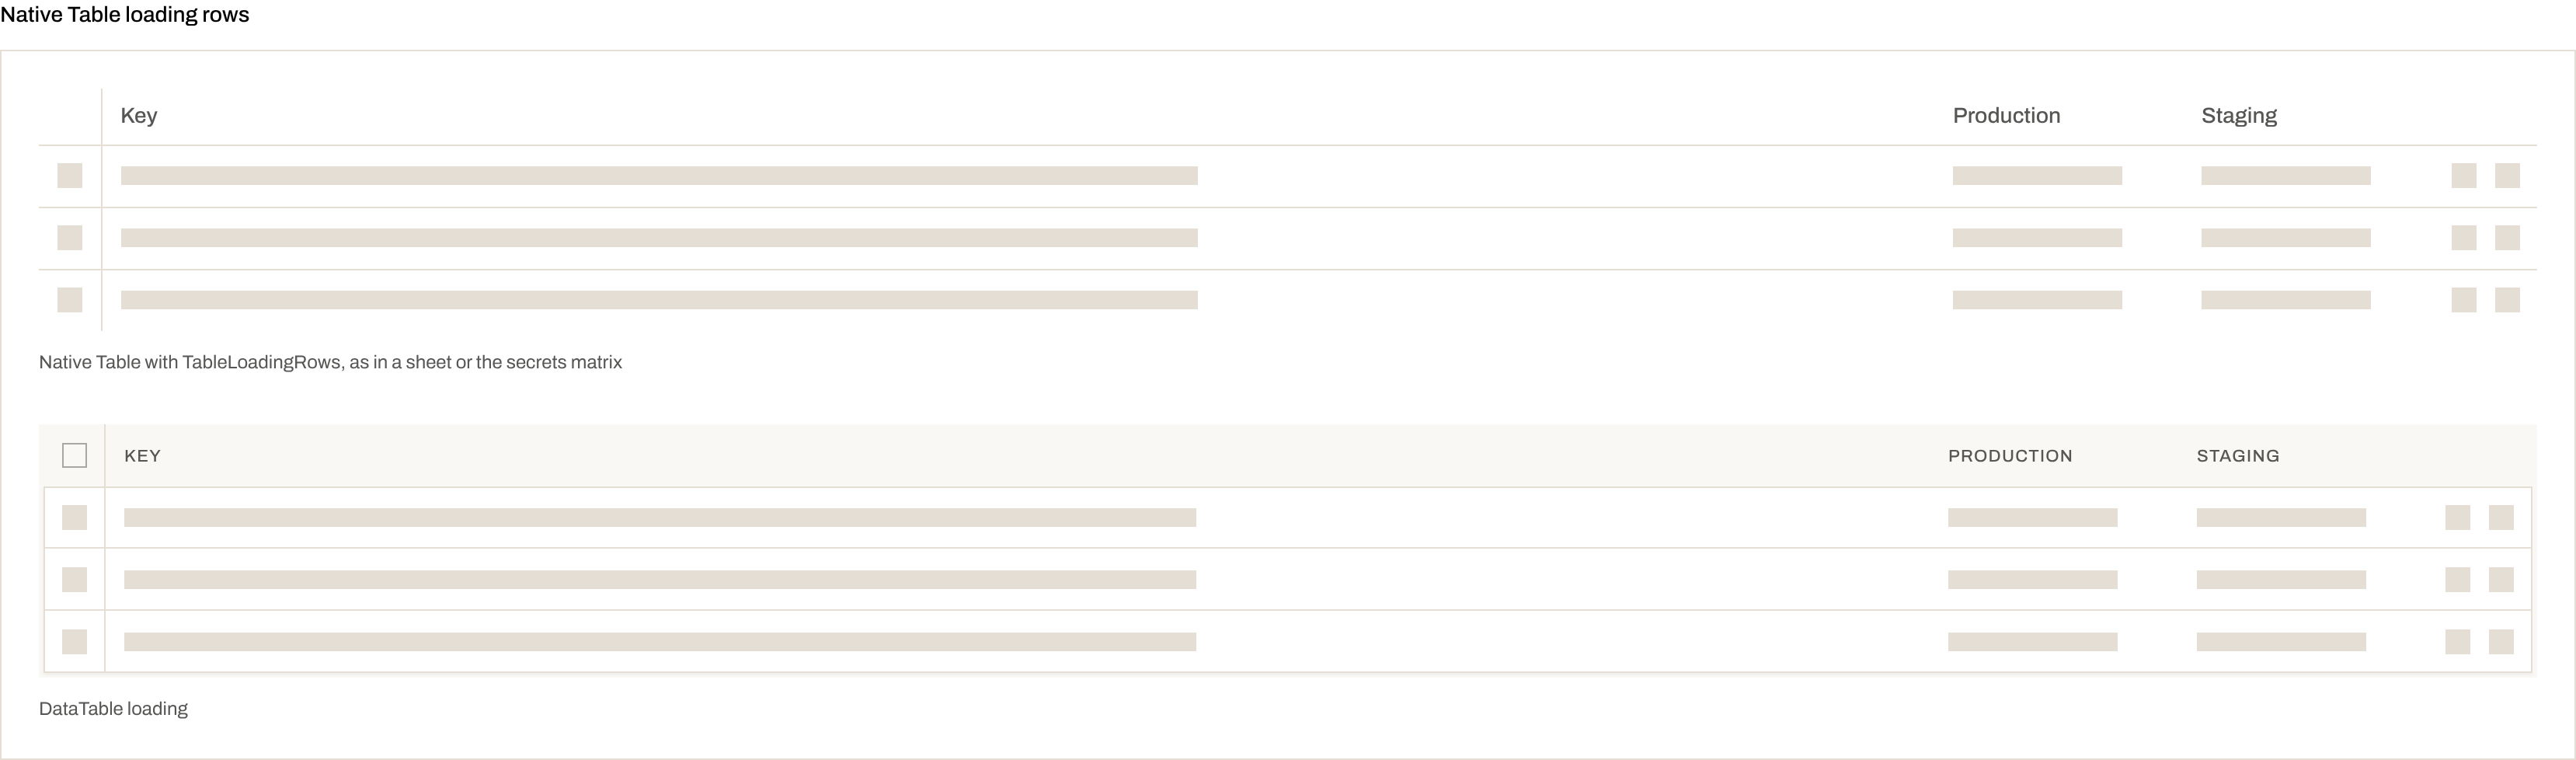 Native Table loading rows
Key Production Staging
Native Table with TableLoadingRows, as in a sheet or the secrets matrix
KEY PRODUCTION STAGING
DataTable loading